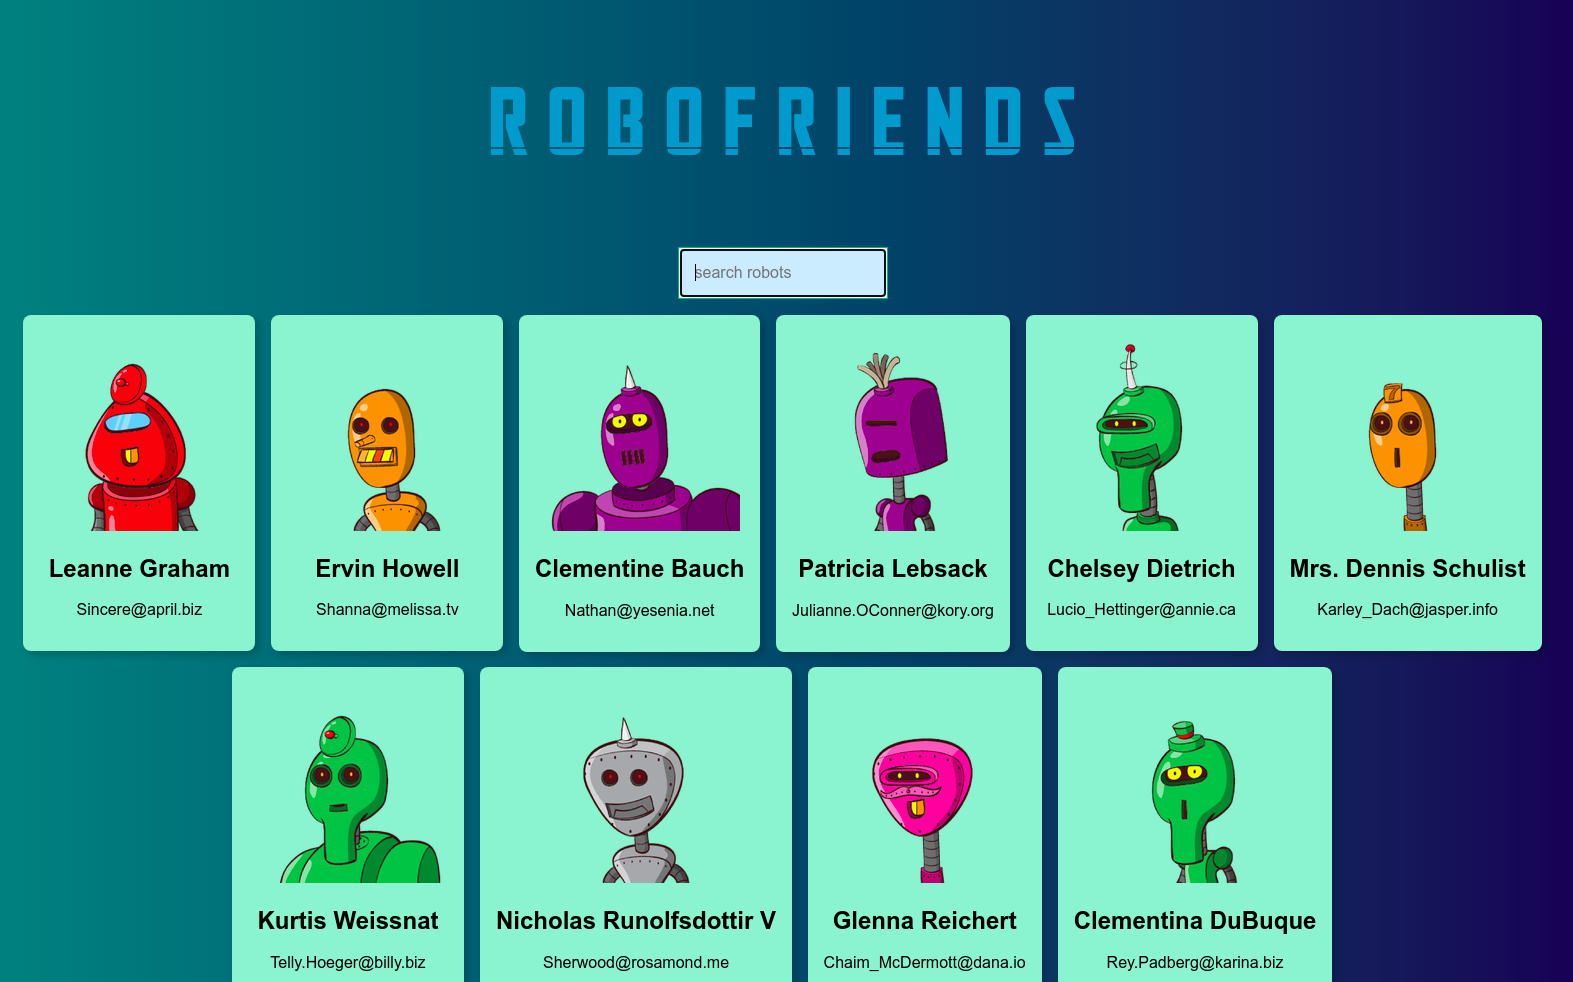 ROBOFRIENDS
search robots
Leanne Graham
Sincere@april.biz
Ervin Howell
Shanna@melissa.tv
Clementine Bauch
Nathan@yesenia.net
Patricia Lebsack
Julianne.OConner@kory.org
Chelsey Dietrich
Lucio_Hettinger@annie.ca
7
Mrs. Dennis Schulist
Karley_Dach@jasper.info
Kurtis Weissnat
Telly.Hoeger@billy.biz
Nicholas Runolfsdottir V
Sherwood@rosamond.me
Glenna Reichert
Chaim_McDermott@dana.io
Clementina DuBuque
Rey.Padberg@karina.biz